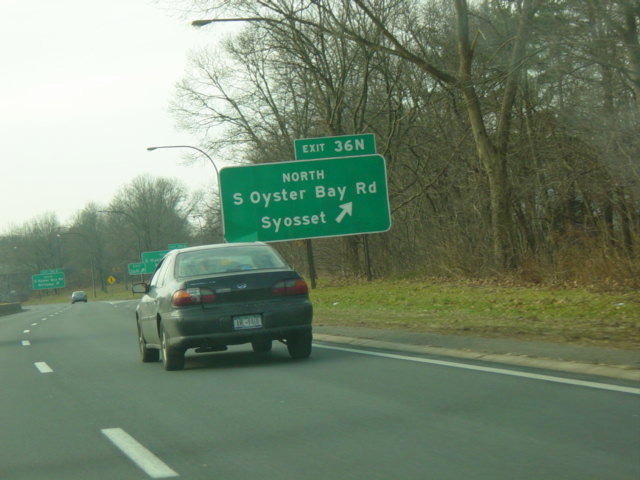 EXIT 36N
NORTH
S Oyster Bay Rd
Syosset